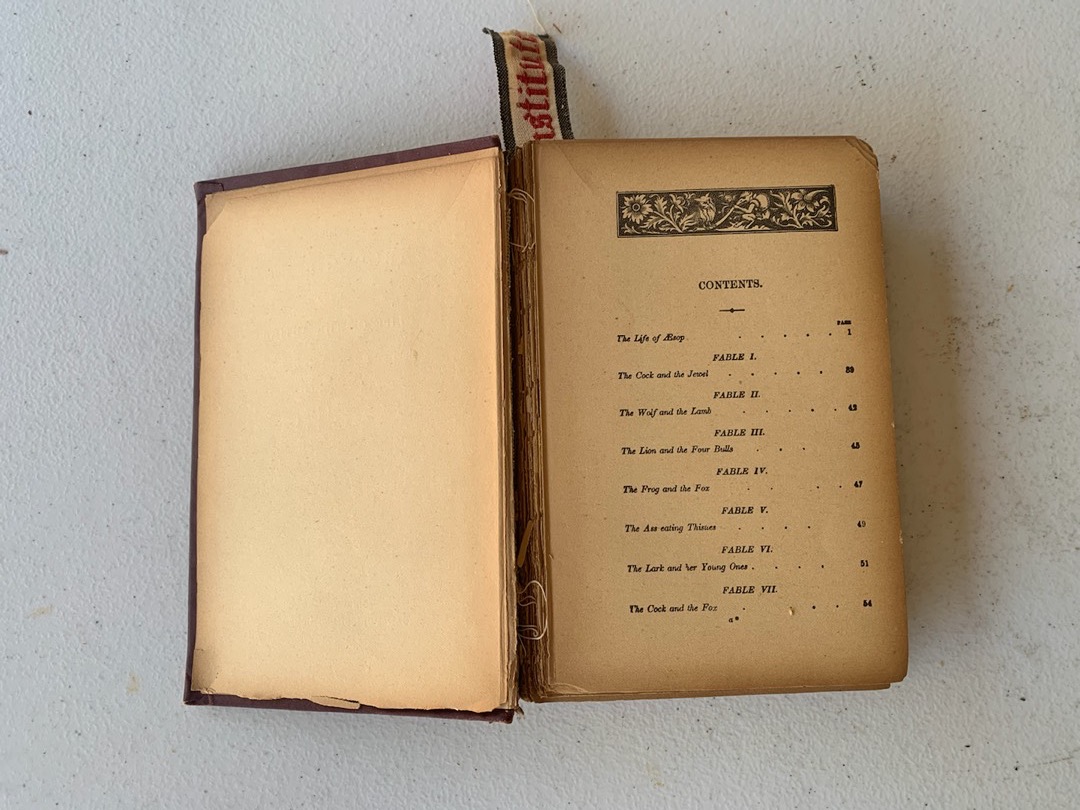 stitut
CONTENTS.
PAGE
The Life of Æsop . . . . . 1
FABLE I.
The Cock and the Jewel . . . . . 39
FABLE II.
The Wolf and the Lamb . . . . . 42
FABLE III.
The Lion and the Four Bulls . . . 45
FABLE IV.
The Frog and the Fox . . . . 47
FABLE V.
The Ass eating Thistles . . . . 49
FABLE VI.
The Lark and her Young Ones . . . . 51
FABLE VII.
The Cock and the Fox . . . . 54
a*